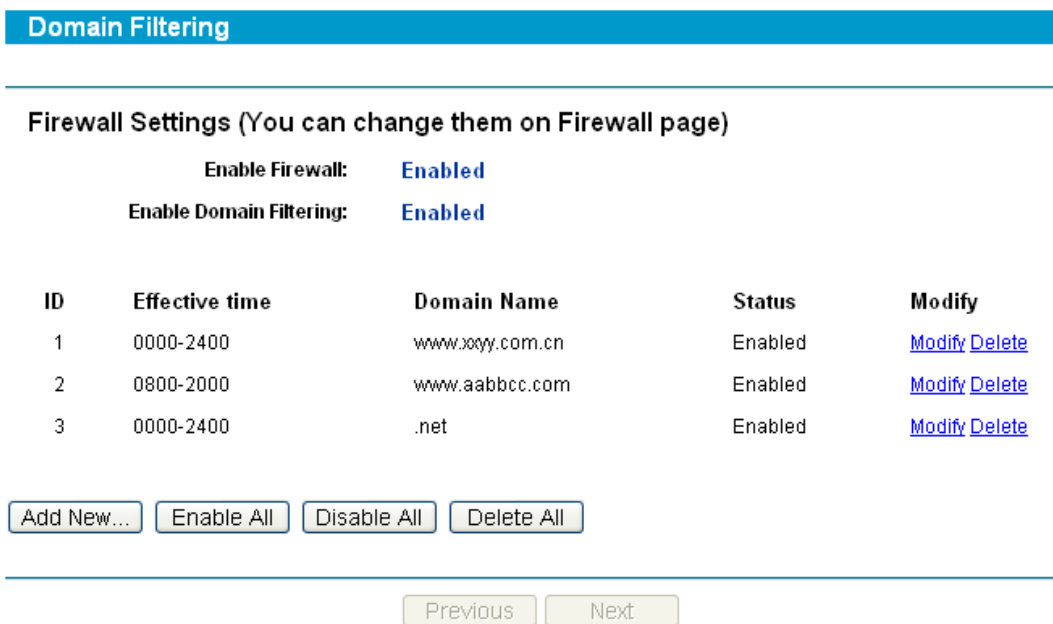 Domain Filtering
Firewall Settings (You can change them on Firewall page)
Enable Firewall: Enabled
Enable Domain Filtering: Enabled
ID Effective time Domain Name Status Modify
1 0000-2400 www.xxyy.com.cn Enabled Modify Delete
2 0800-2000 www.aabbcc.com Enabled Modify Delete
3 0000-2400 .net Enabled Modify Delete
Add New... Enable All Disable All Delete All
Previous Next